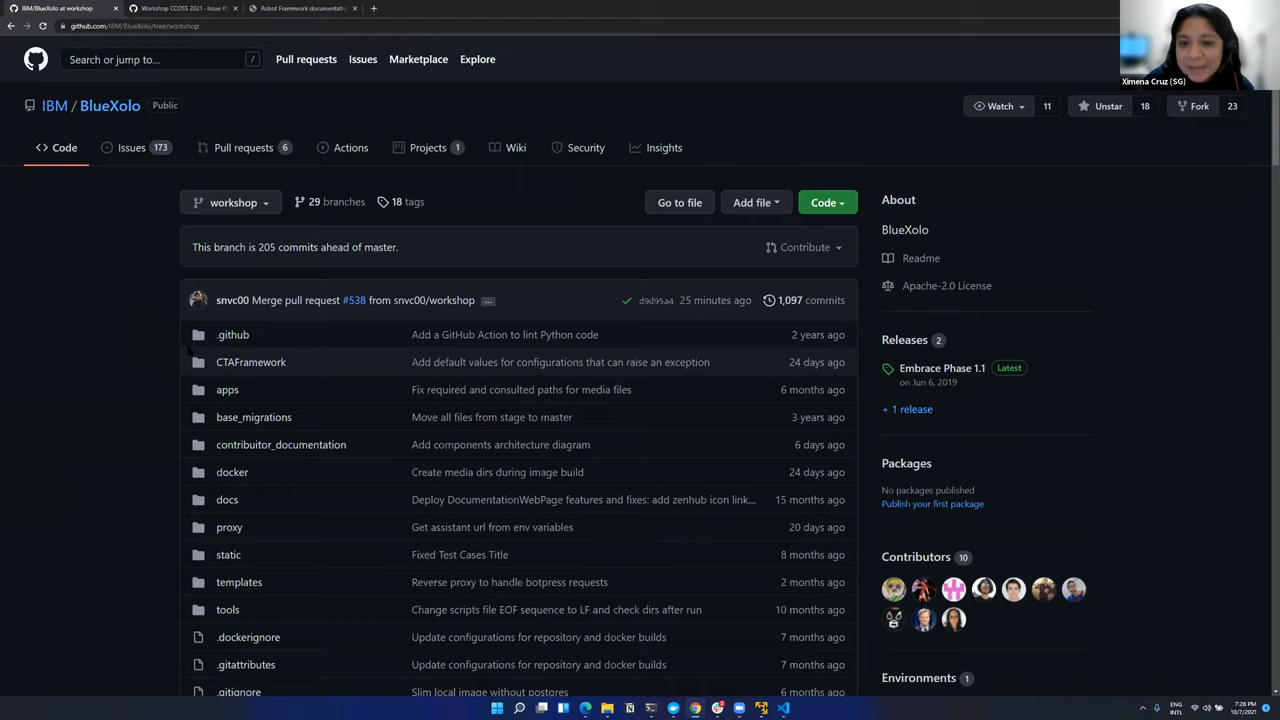 IBM/BlueXolo at workshop
Workshop CCOSS 2021 - Issue #5
Robot Framework documentati
github.com/IBM/BlueXolo/tree/workshop
Search or jump to...
/
Pull requests
Issues
Marketplace
Explore
Ximena Cruz (SG)
IBM / BlueXolo
Public
Watch
11
Unstar
18
Fork
23
Code
Issues 173
Pull requests 6
Actions
Projects 1
Wiki
Security
Insights
workshop
29 branches
18 tags
Go to file
Add file
Code
This branch is 205 commits ahead of master.
Contribute
snvc00 Merge pull request #538 from snvc00/workshop ...
d9d95a4 25 minutes ago
1,097 commits
.github
Add a GitHub Action to lint Python code
2 years ago
CTAFramework
Add default values for configurations that can raise an exception
24 days ago
apps
Fix required and consulted paths for media files
6 months ago
base_migrations
Move all files from stage to master
3 years ago
contribuitor_documentation
Add components architecture diagram
6 days ago
docker
Create media dirs during image build
24 days ago
docs
Deploy DocumentationWebPage features and fixes: add zenhub icon link...
15 months ago
proxy
Get assistant url from env variables
20 days ago
static
Fixed Test Cases Title
8 months ago
templates
Reverse proxy to handle botpress requests
2 months ago
tools
Change scripts file EOF sequence to LF and check dirs after run
10 months ago
.dockerignore
Update configurations for repository and docker builds
7 months ago
.gitattributes
Update configurations for repository and docker builds
7 months ago
.gitignore
Slim local image without postgres
6 months ago
About
BlueXolo
Readme
Apache-2.0 License
Releases 2
Embrace Phase 1.1 Latest
on Jun 6, 2019
+ 1 release
Packages
No packages published
Publish your first package
Contributors 10
Environments 1
ENG
INTL
7:28 PM
10/7/2021